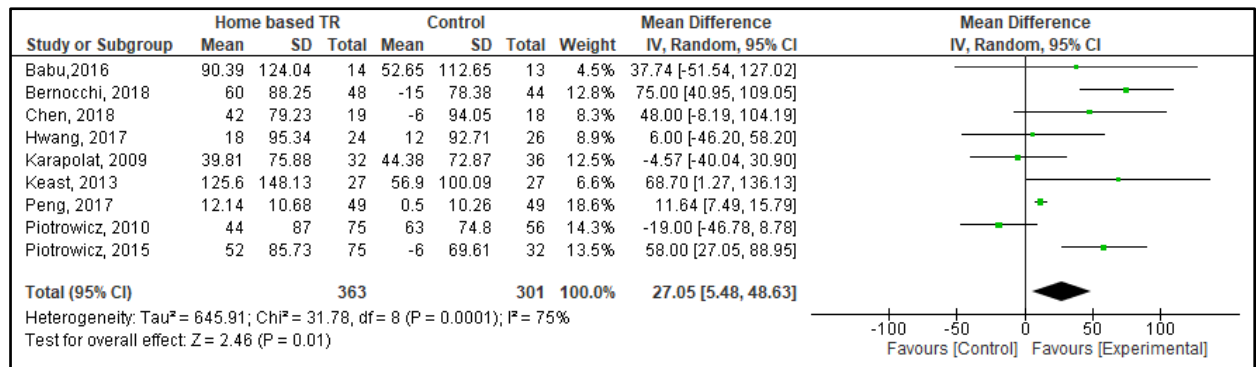 Home based TR Control Mean Difference Mean Difference
Study or Subgroup Mean SD Total Mean SD Total Weight IV, Random, 95% CI IV, Random, 95% CI
Babu,2016 90.39 124.04 14 52.65 112.65 13 4.5% 37.74 [-51.54, 127.02]
Bernocchi, 2018 60 88.25 48 -15 78.38 44 12.8% 75.00 [40.95, 109.05]
Chen, 2018 42 79.23 19 -6 94.05 18 8.3% 48.00 [-8.19, 104.19]
Hwang, 2017 18 95.34 24 12 92.71 26 8.9% 6.00 [-46.20, 58.20]
Karapolat, 2009 39.81 75.88 32 44.38 72.87 36 12.5% -4.57 [-40.04, 30.90]
Keast, 2013 125.6 148.13 27 56.9 100.09 27 6.6% 68.70 [1.27, 136.13]
Peng, 2017 12.14 10.68 49 0.5 10.26 49 18.6% 11.64 [7.49, 15.79]
Piotrowicz, 2010 44 87 75 63 74.8 56 14.3% -19.00 [-46.78, 8.78]
Piotrowicz, 2015 52 85.73 75 -6 69.61 32 13.5% 58.00 [27.05, 88.95]
Total (95% CI) 363 301 100.0% 27.05 [5.48, 48.63]
Heterogeneity: Tau² = 645.91; Chi² = 31.78, df = 8 (P = 0.0001); I² = 75%
Test for overall effect: Z = 2.46 (P = 0.01)
-100 -50 0 50 100
Favours [Control] Favours [Experimental]